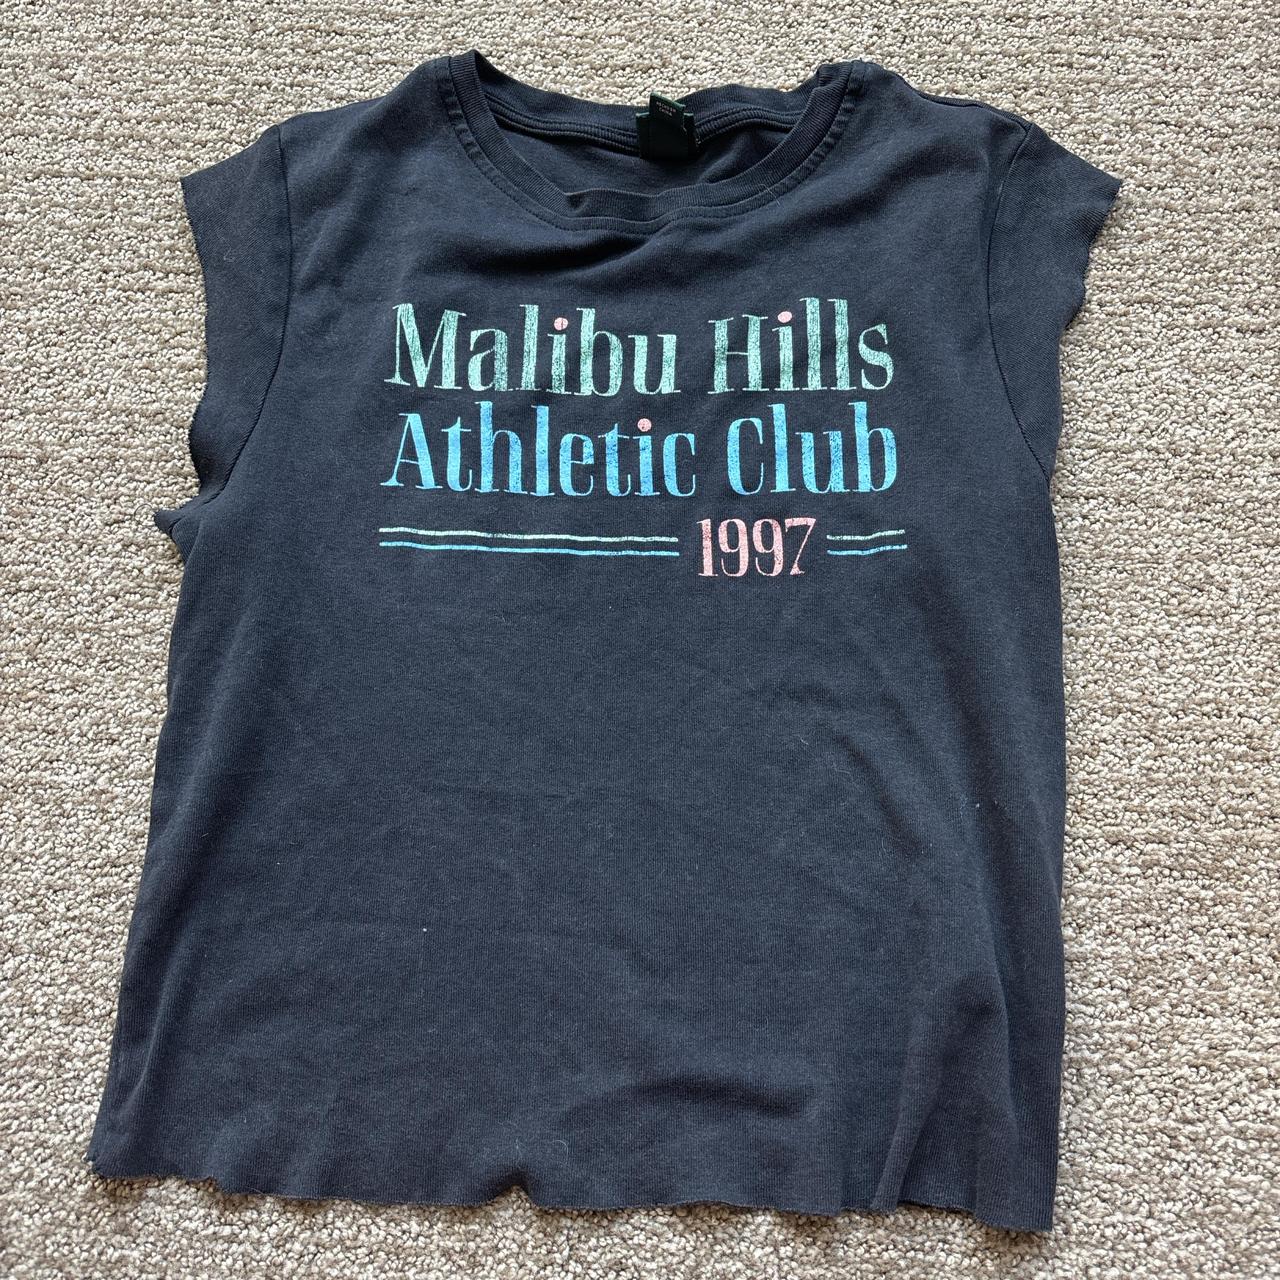 Malibu Hills
Athletic Club
1997